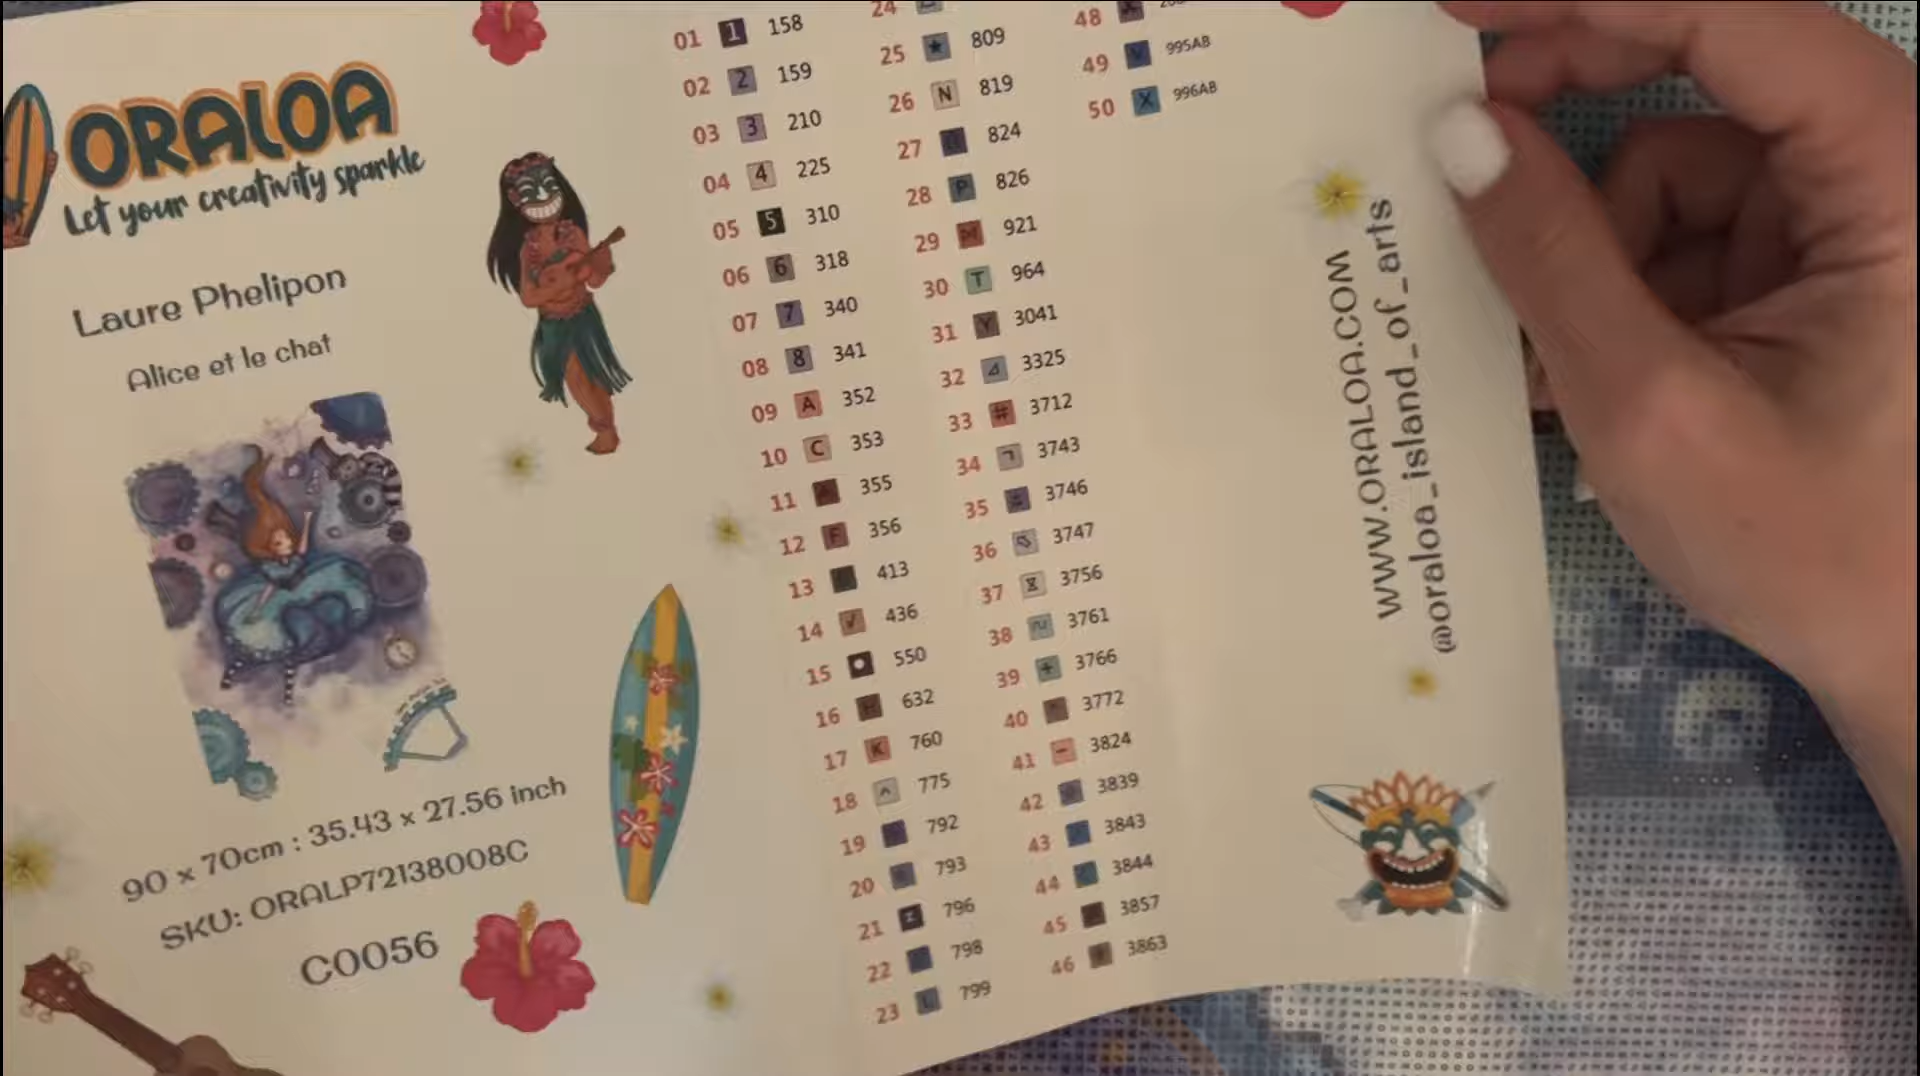 ORALOA
Let your creativity sparkle
Laure Phelipon
Alice et le chat
90 x 70cm : 35.43 x 27.56 inch
SKU: ORALP72138008C
C0056
01 1 158
02 2 159
03 3 210
04 4 225
05 5 310
06 6 318
07 7 340
08 8 341
09 A 352
10 C 353
11 355
12 F 356
13 413
14 √ 436
15 550
16 H 632
17 K 760
18 ^ 775
19 792
20 793
21 Z 796
22 798
23 L 799
24
25 ★ 809
26 N 819
27 824
28 P 826
29 921
30 T 964
31 Y 3041
32 3325
33 # 3712
34 3743
35 3746
36 3747
37 3756
38 3761
39 + 3766
40 3772
41 − 3824
42 3839
43 3843
44 3844
45 3857
46 3863
48
49 V 995AB
50 X 996AB
WWW.ORALOA.COM
@oraloa_island_of_arts